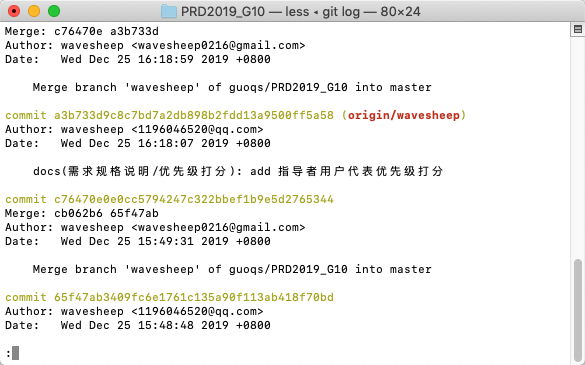 PRD2019_G10 — less ◂ git log — 80×24
Merge: c76470e a3b733d
Author: wavesheep <wavesheep0216@gmail.com>
Date:   Wed Dec 25 16:18:59 2019 +0800
Merge branch 'wavesheep' of guoqs/PRD2019_G10 into master
commit a3b733d9c8c7bd7a2db898b2fdd13a9500ff5a58 (origin/wavesheep)
Author: wavesheep <1196046520@qq.com>
Date:   Wed Dec 25 16:18:07 2019 +0800
docs(需求规格说明/优先级打分): add 指导者用户代表优先级打分
commit c76470e0e0cc5794247c322bbef1b9e5d2765344
Merge: cb062b6 65f47ab
Author: wavesheep <wavesheep0216@gmail.com>
Date:   Wed Dec 25 15:49:31 2019 +0800
Merge branch 'wavesheep' of guoqs/PRD2019_G10 into master
commit 65f47ab3409fc6e1761c135a90f113ab418f70bd
Author: wavesheep <1196046520@qq.com>
Date:   Wed Dec 25 15:48:48 2019 +0800
: